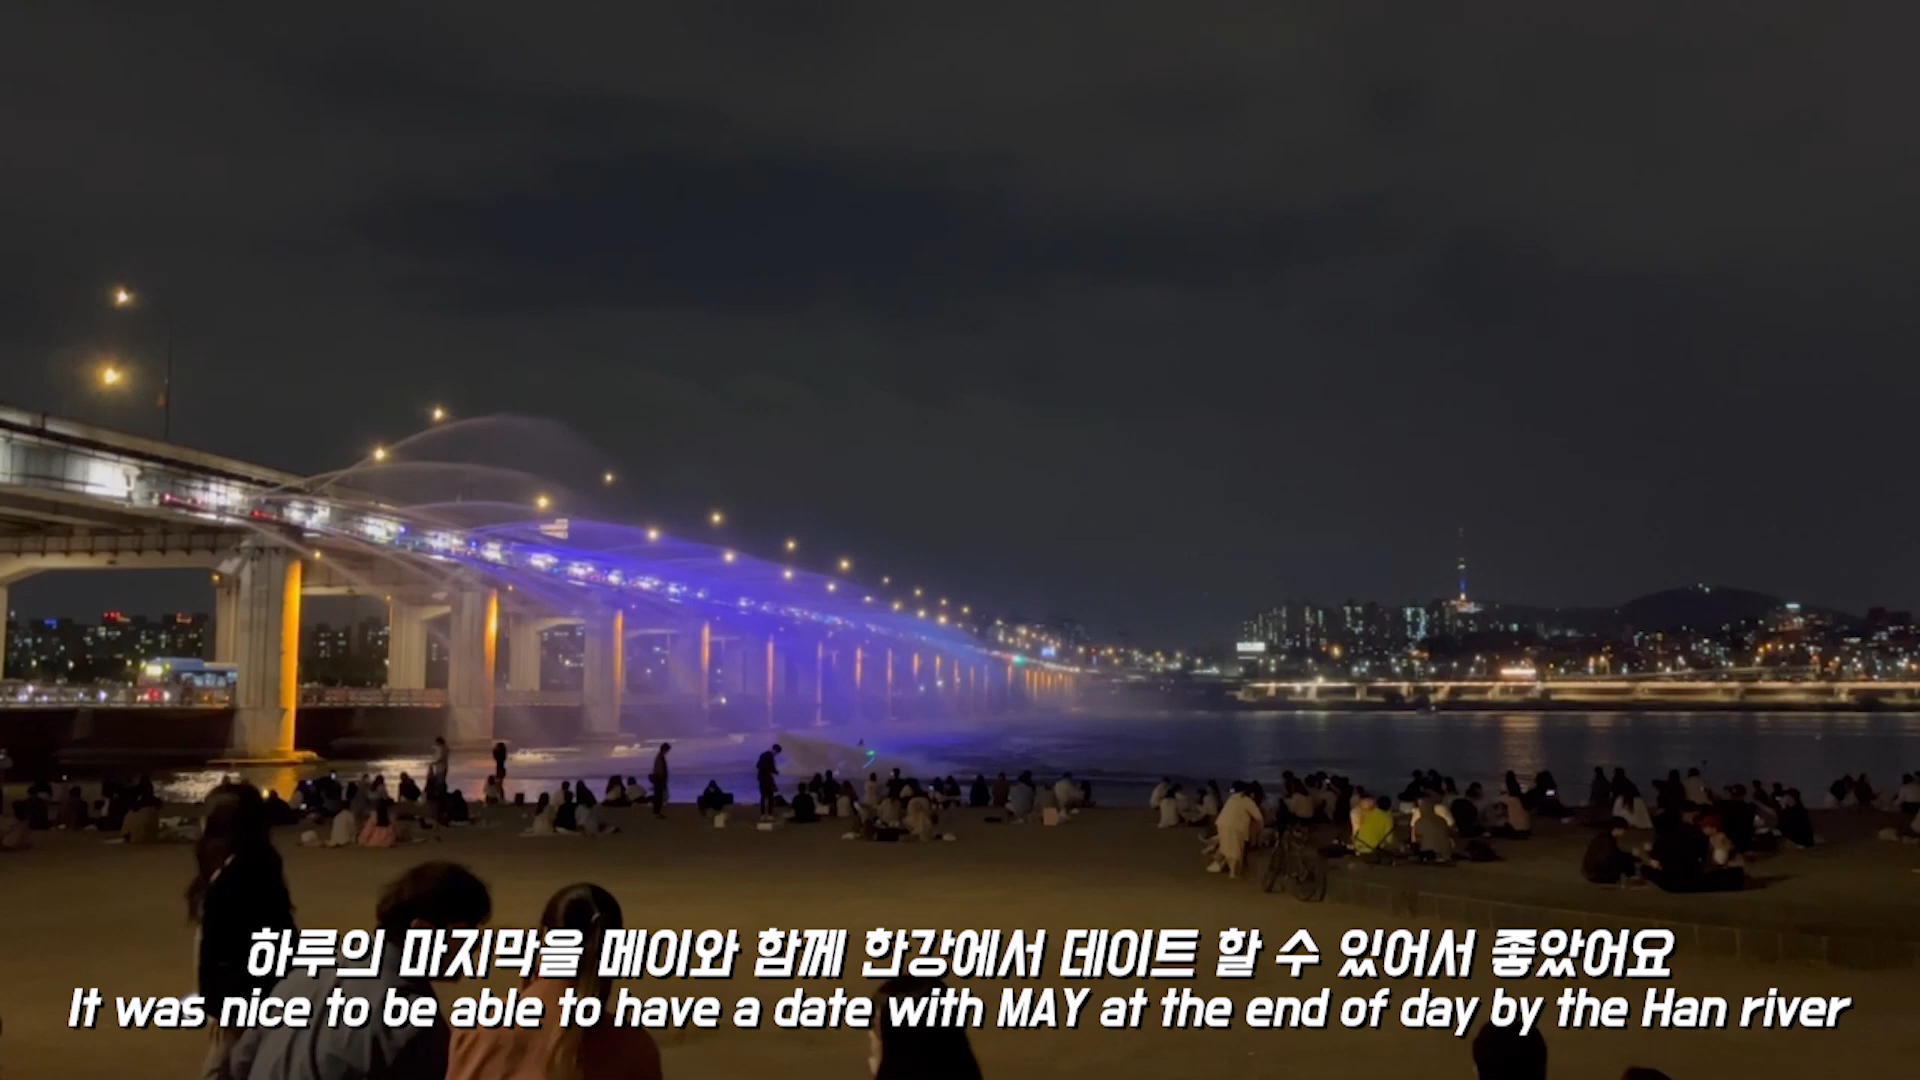 하루의 마지막을 메이와 함께 한강에서 데이트 할 수 있어서 좋았어요
It was nice to be able to have a date with MAY at the end of day by the Han river